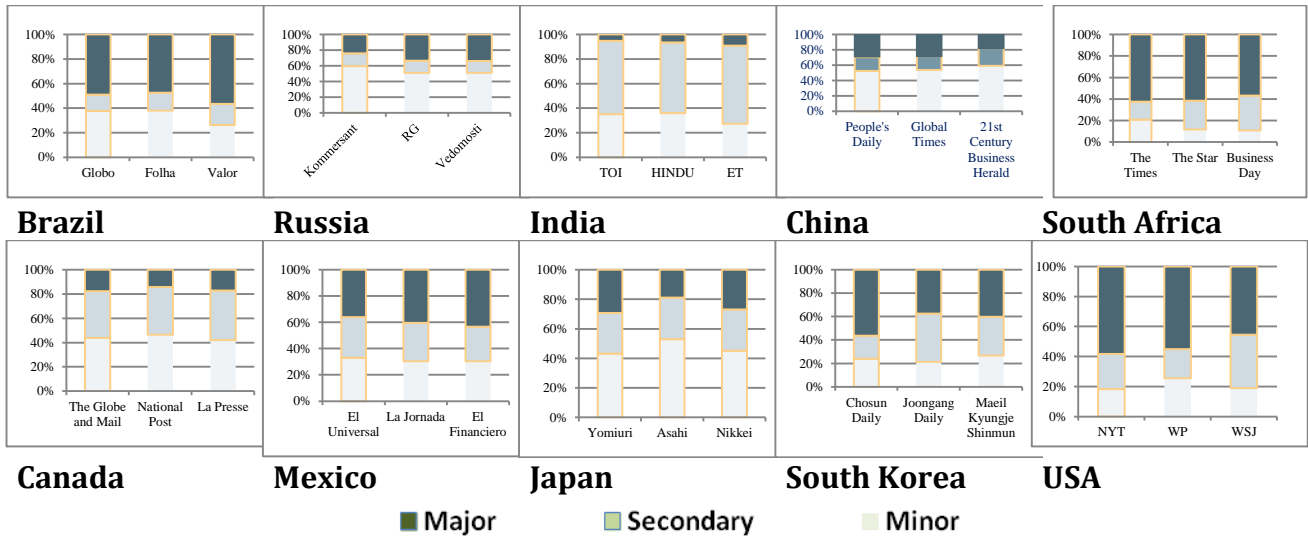 100%
80%
60%
40%
20%
0%
Globo Folha Valor
Brazil
100%
80%
60%
40%
20%
0%
Kommersant RG Vedomosti
Russia
100%
80%
60%
40%
20%
0%
TOI HINDU ET
India
100%
80%
60%
40%
20%
0%
People's Global 21st
Daily Times Century
Business
Herald
China
100%
80%
60%
40%
20%
0%
The The Star Business
Times Day
South Africa
100%
80%
60%
40%
20%
0%
The Globe National La Presse
and Mail Post
Canada
100%
80%
60%
40%
20%
0%
El La Jornada El
Universal Financiero
Mexico
100%
80%
60%
40%
20%
0%
Yomiuri Asahi Nikkei
Japan
100%
80%
60%
40%
20%
0%
Chosun Joongang Maeil
Daily Daily Kyungje
Shinmun
South Korea
100%
80%
60%
40%
20%
0%
NYT WP WSJ
USA
Major Secondary Minor